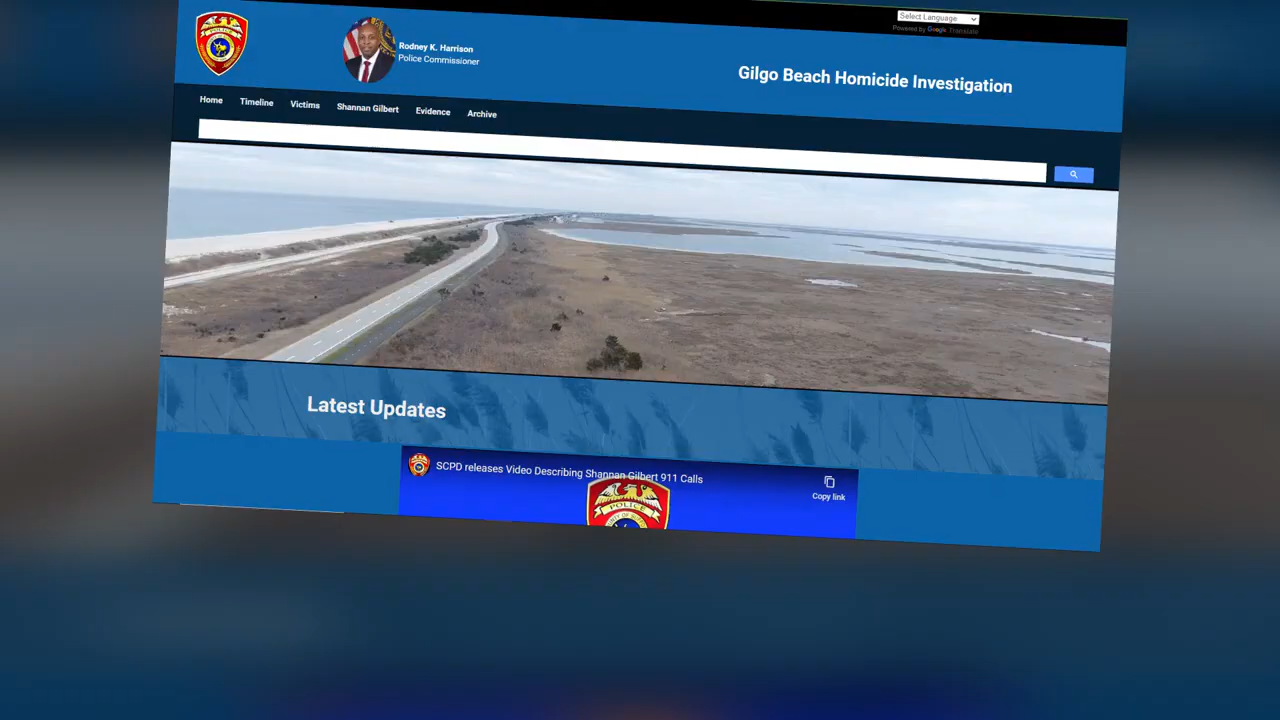 Select Language
Powered by Google Translate
Rodney K. Harrison
Police Commissioner
Gilgo Beach Homicide Investigation
Home Timeline Victims Shannan Gilbert Evidence Archive
Latest Updates
SCPD releases Video Describing Shannan Gilbert 911 Calls
Copy link
POLICE